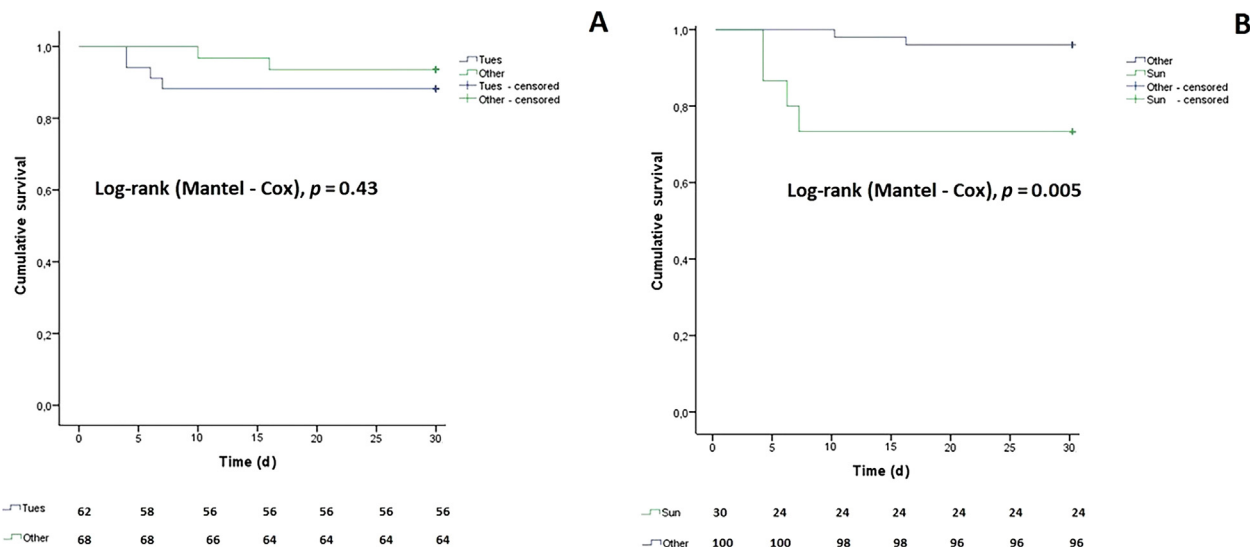 A
Cumulative survival
1,0
0,8
0,6
0,4
0,2
0,0
Tues
Other
Tues - censored
Other - censored
Log-rank (Mantel - Cox), p = 0.43
0 5 10 15 20 25 30
Time (d)
Tues 62 58 56 56 56 56 56
Other 68 68 66 64 64 64 64
B
Cumulative survival
1,0
0,8
0,6
0,4
0,2
0,0
Other
Sun
Other - censored
Sun - censored
Log-rank (Mantel - Cox), p = 0.005
0 5 10 15 20 25 30
Time (d)
Sun 30 24 24 24 24 24 24
Other 100 100 98 98 96 96 96